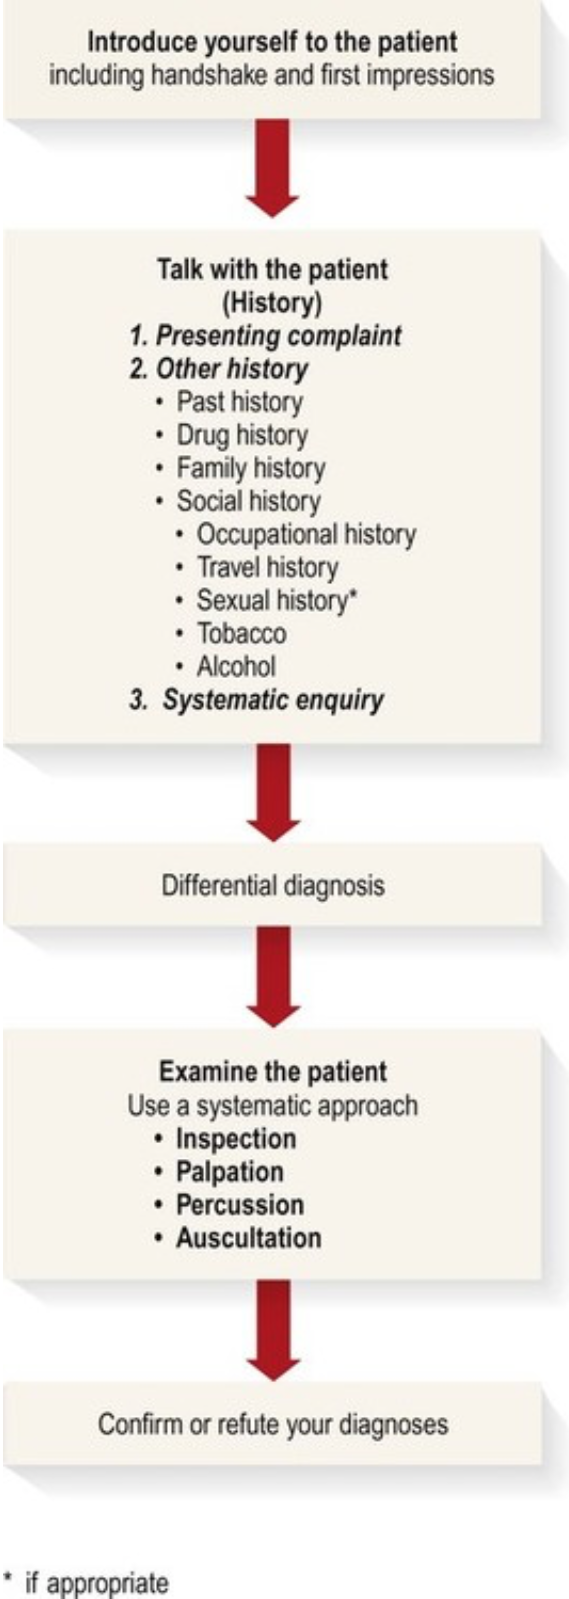 Introduce yourself to the patient
including handshake and first impressions
Talk with the patient
(History)
1. Presenting complaint
2. Other history
• Past history
• Drug history
• Family history
• Social history
• Occupational history
• Travel history
• Sexual history*
• Tobacco
• Alcohol
3. Systematic enquiry
Differential diagnosis
Examine the patient
Use a systematic approach
• Inspection
• Palpation
• Percussion
• Auscultation
Confirm or refute your diagnoses
* if appropriate